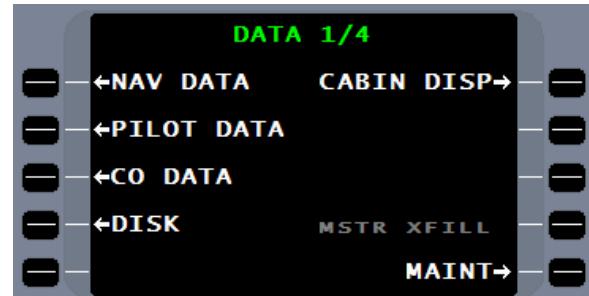 DATA 1/4
←NAV DATA CABIN DISP→
←PILOT DATA
←CO DATA
←DISK MSTR XFILL
MAINT→